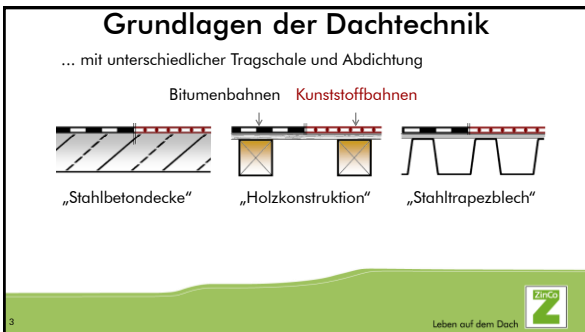 Grundlagen der Dachtechnik
... mit unterschiedlicher Tragschale und Abdichtung
Bitumenbahnen Kunststoffbahnen
„Stahlbetondecke“ „Holzkonstruktion“ „Stahltrapezblech“
3
Leben auf dem Dach
ZinCo